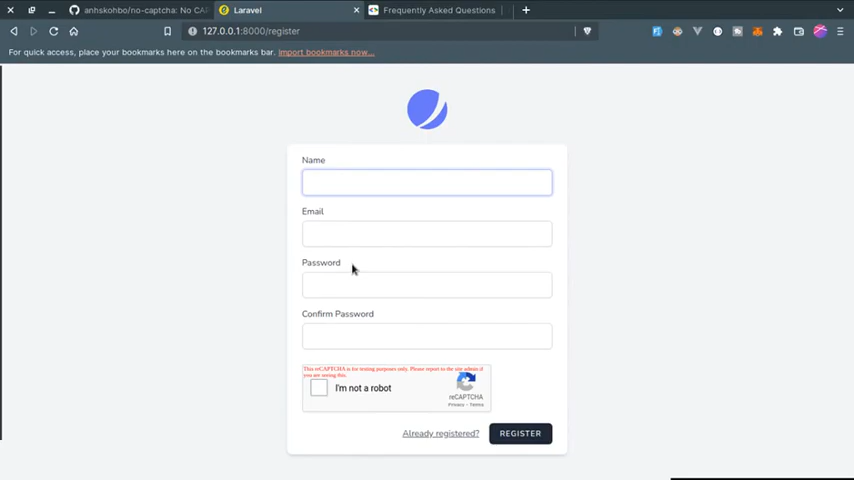 anhskohbo/no-captcha: No CAP
Laravel
Frequently Asked Questions
127.0.0.1:8000/register
For quick access, place your bookmarks here on the bookmarks bar. Import bookmarks now...
Name
Email
Password
Confirm Password
This reCAPTCHA is for testing purposes only. Please report to the site admin if
you are seeing this.
I'm not a robot
reCAPTCHA
Privacy - Terms
Already registered?
REGISTER